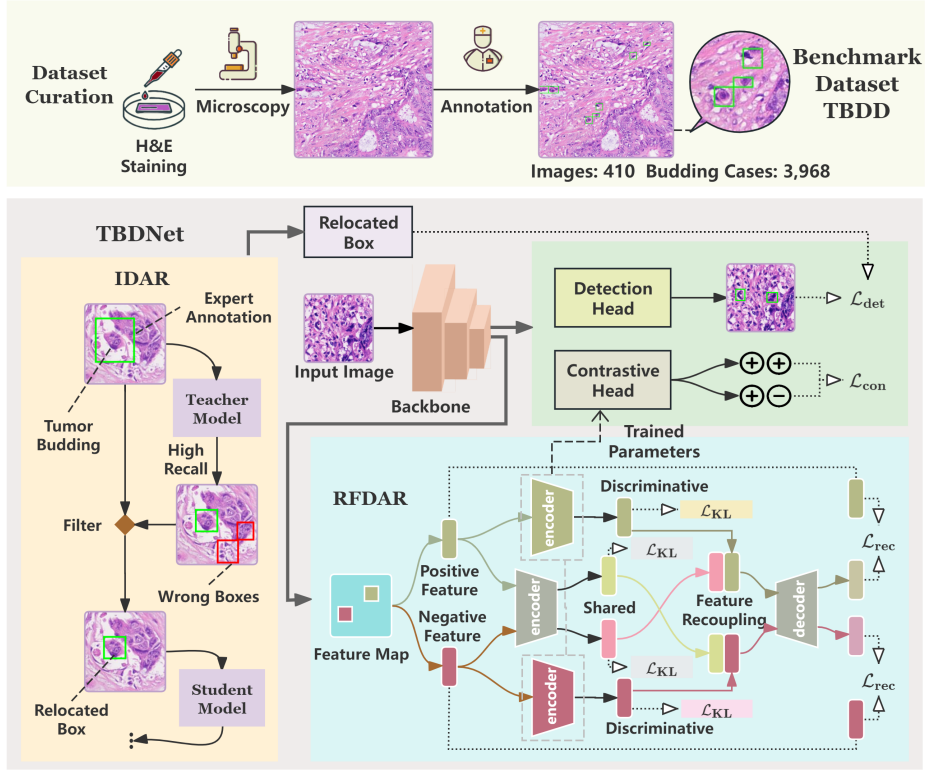 Dataset
Curation
H&E
Staining
Microscopy
Annotation
Benchmark
Dataset
TBDD
Images: 410 Budding Cases: 3,968
TBDNet
Relocated
Box
IDAR
Expert
Annotation
Tumor
Budding
Teacher
Model
High
Recall
Filter
Wrong Boxes
Relocated
Box
Student
Model
Input Image
Backbone
Detection
Head
ℒdet
Contrastive
Head
+ +
+ −
ℒcon
Trained
Parameters
RFDAR
Feature Map
Positive
Feature
Negative
Feature
encoder
encoder
encoder
Discriminative
ℒKL
ℒKL
Shared
ℒKL
ℒKL
Discriminative
Feature
Recoupling
decoder
ℒrec
ℒrec